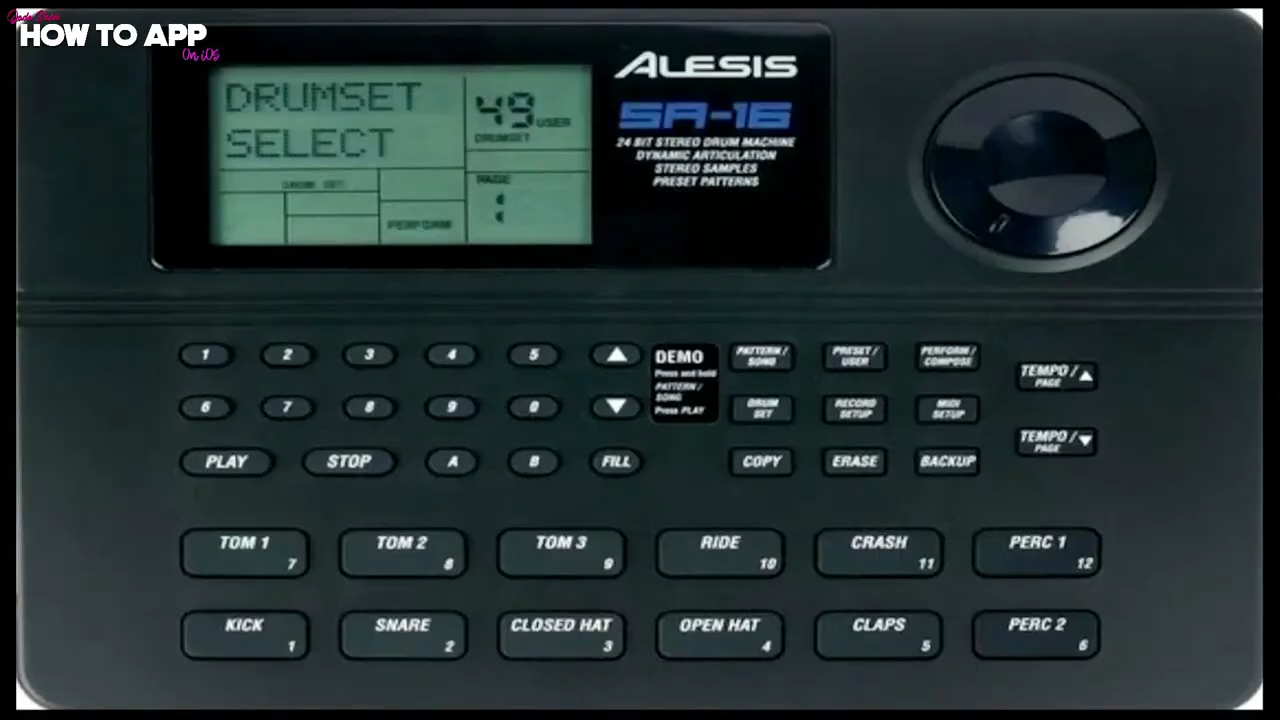 HOW TO APP
On iOS
DRUMSET
SELECT
49
USER
DRUMSET
DRUM SET
PAGE
PERFORM
ALESIS
SR-16
24 BIT STEREO DRUM MACHINE
DYNAMIC ARTICULATION
STEREO SAMPLES
PRESET PATTERNS
1 2 3 4 5
DEMO
Press and hold
PATTERN /
SONG
Press PLAY
PATTERN /
SONG
PRESET /
USER
PERFORM /
COMPOSE
TEMPO /
PAGE
6 7 8 9 0
DRUM
SET
RECORD
SETUP
MIDI
SETUP
TEMPO /
PAGE
PLAY STOP A B FILL COPY ERASE BACKUP
TOM 1 TOM 2 TOM 3 RIDE CRASH PERC 1
7 8 9 10 11 12
KICK SNARE CLOSED HAT OPEN HAT CLAPS PERC 2
1 2 3 4 5 6